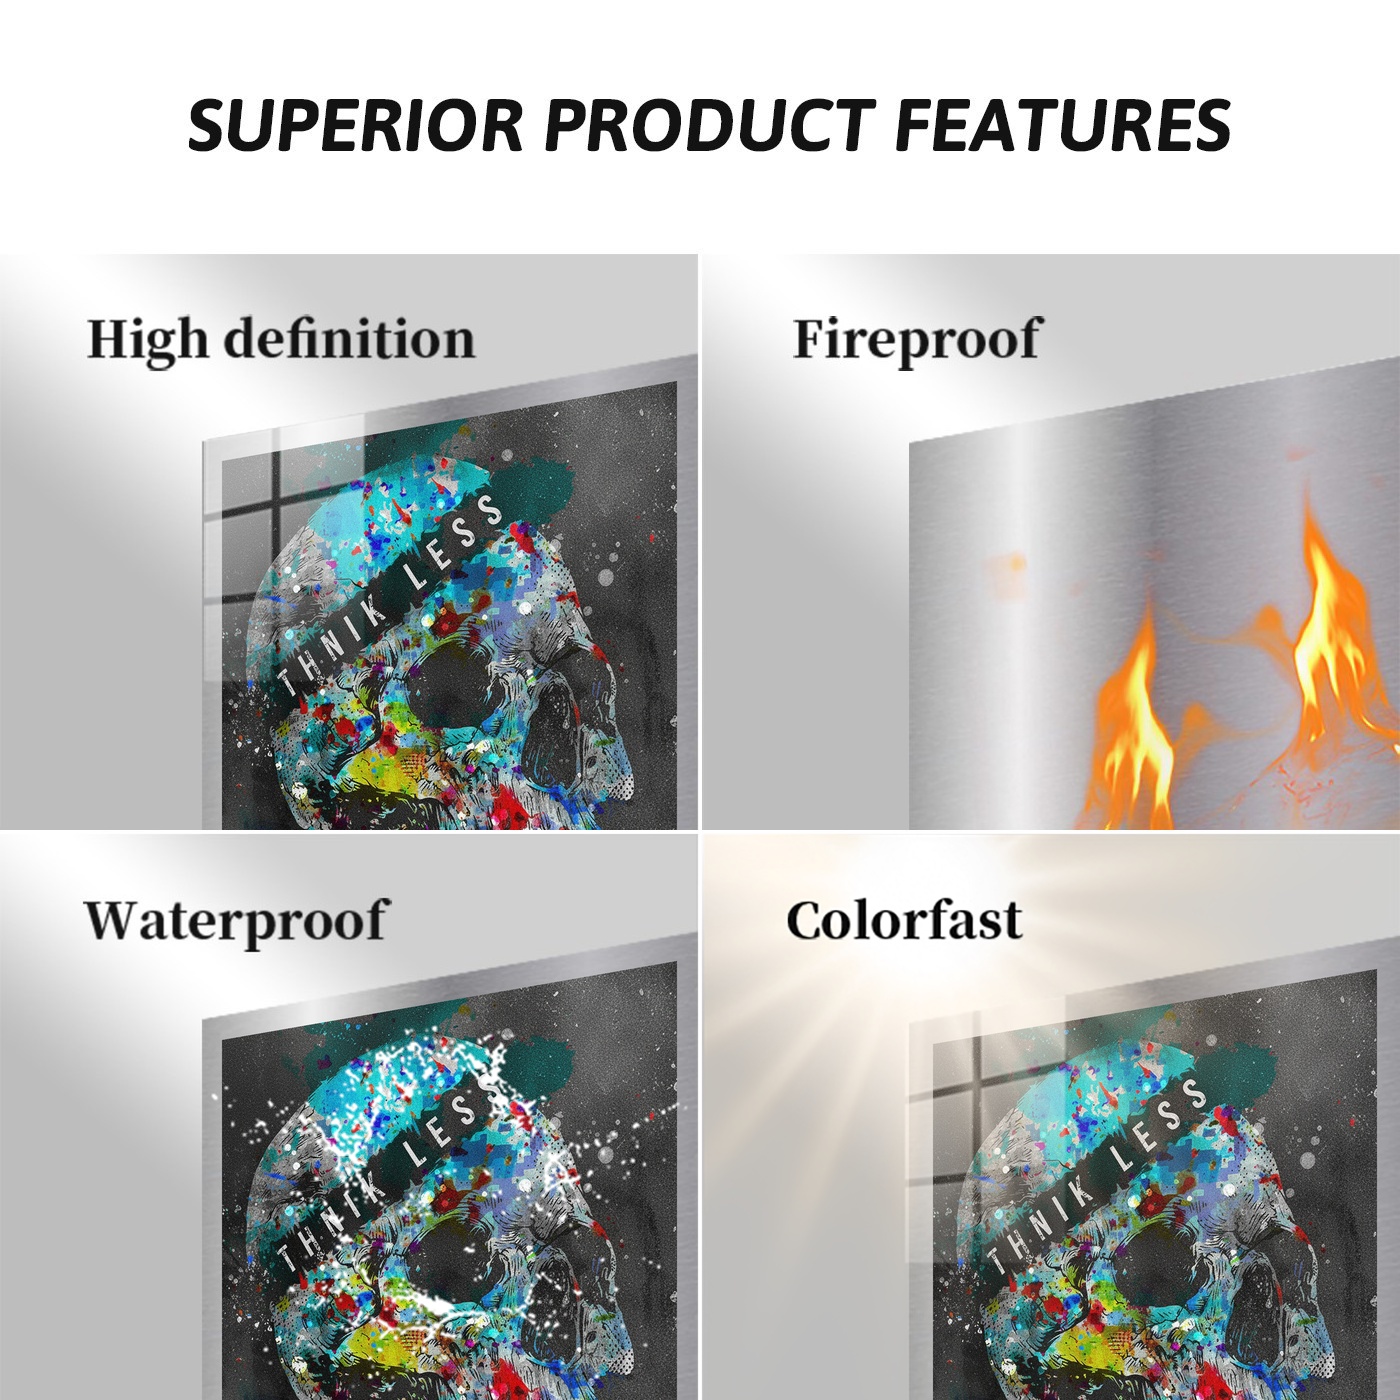 SUPERIOR PRODUCT FEATURES
High definition
Fireproof
THNIK LESS
Waterproof
Colorfast
THNIK LESS
THNIK LESS